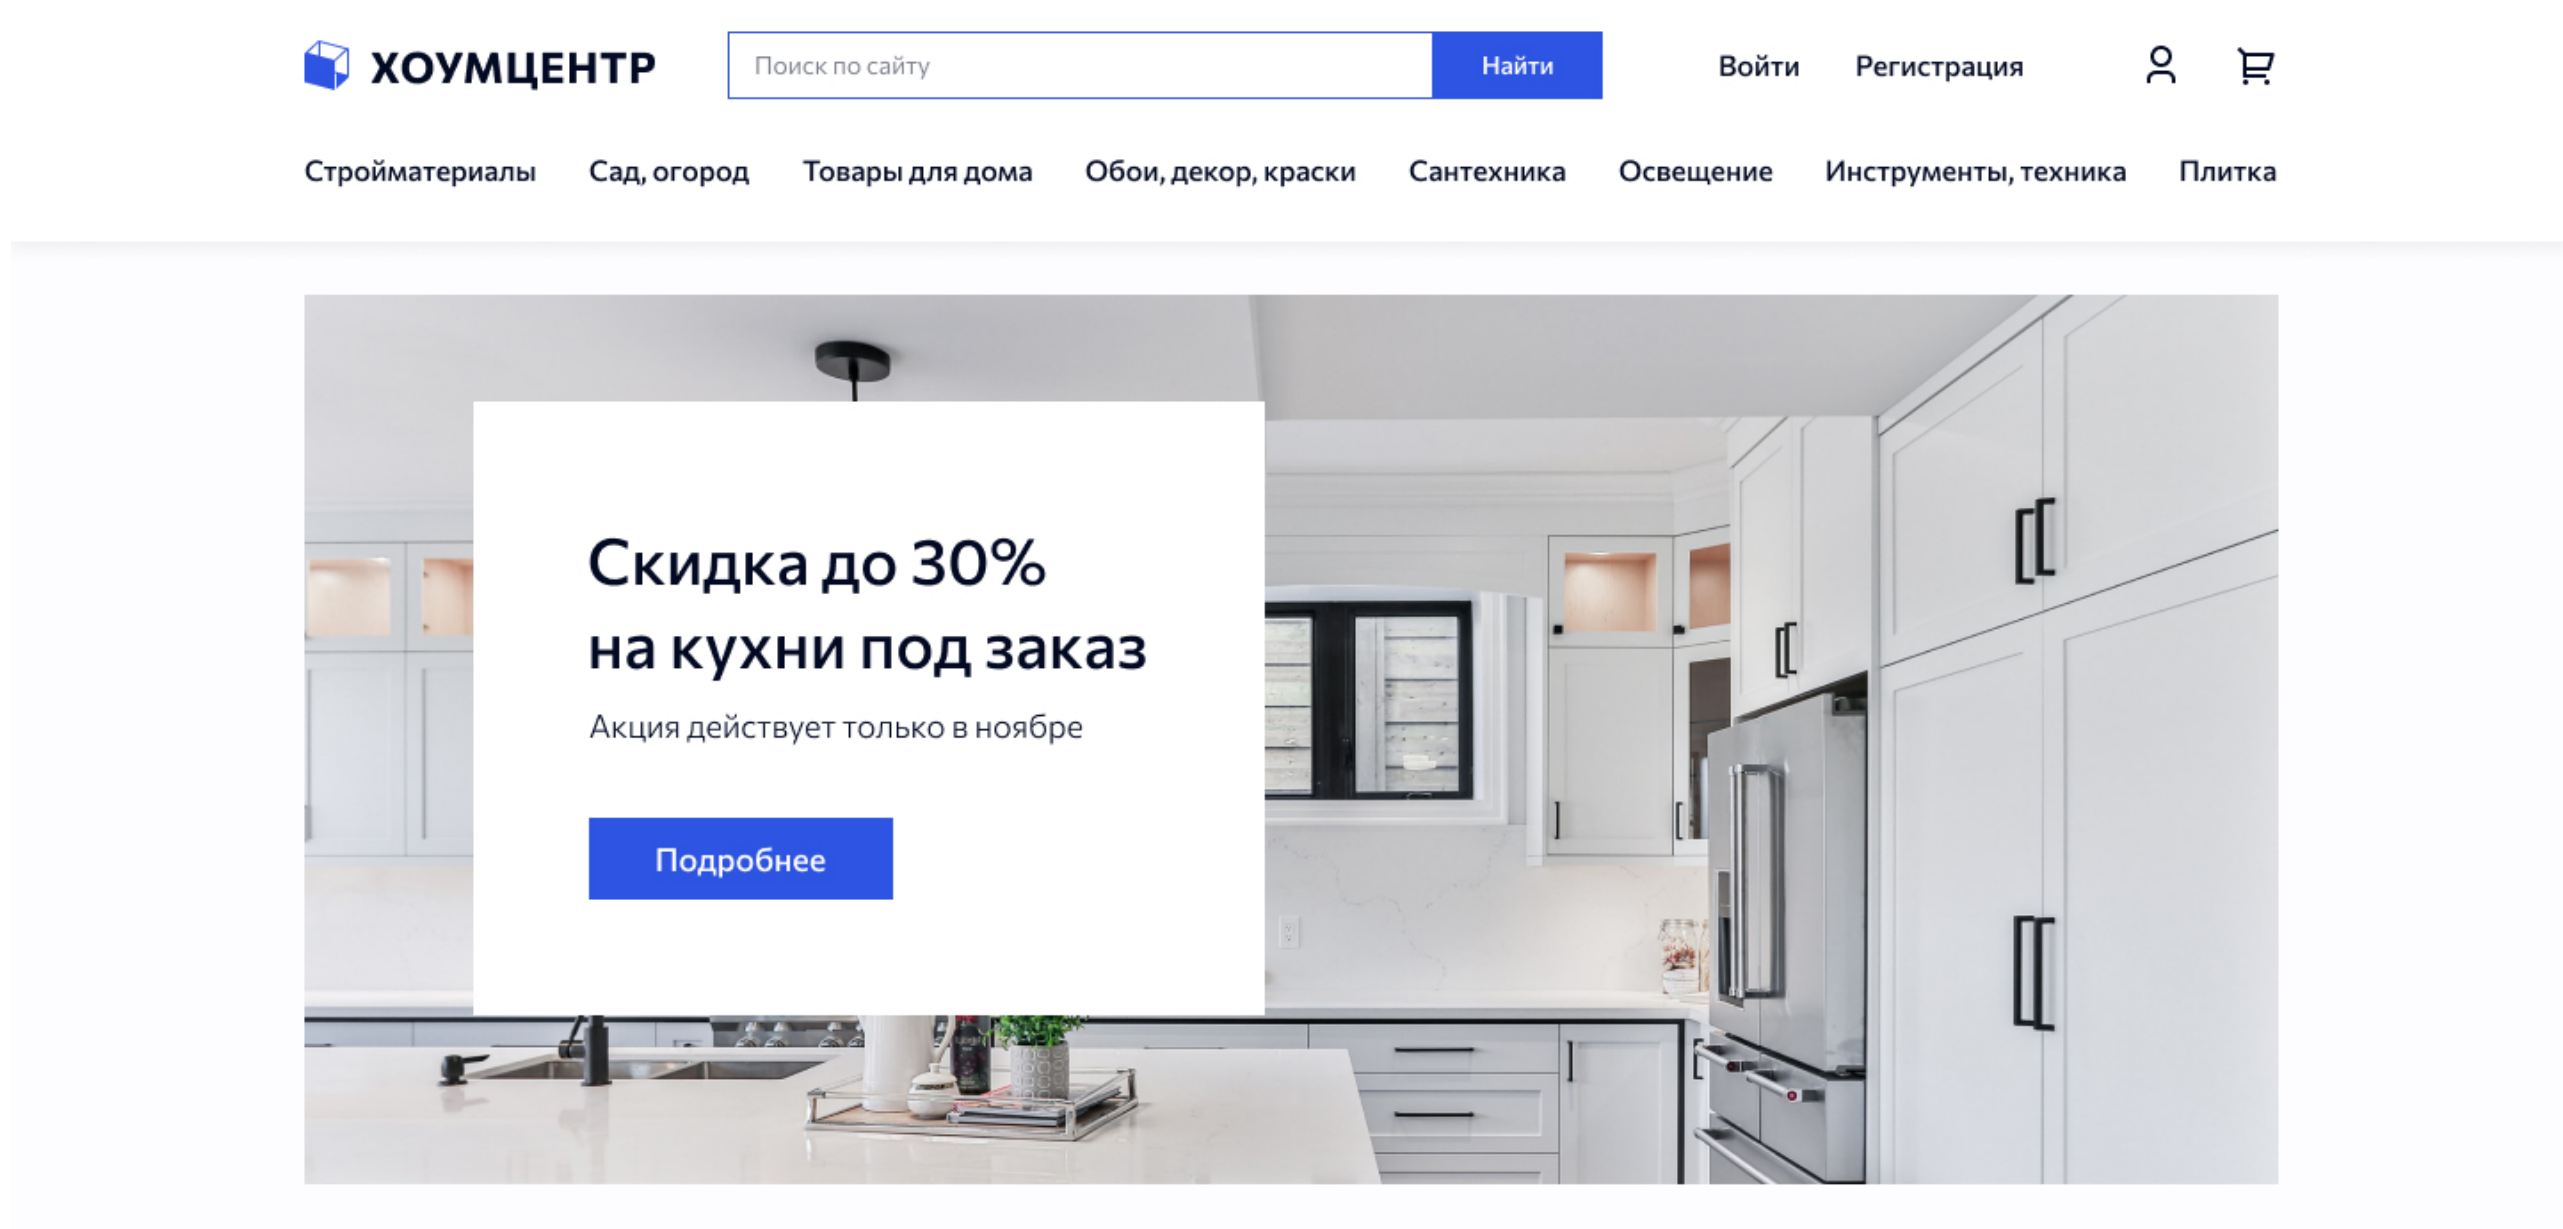 ХОУМЦЕНТР
Поиск по сайту
Найти
Войти
Регистрация
Стройматериалы
Сад, огород
Товары для дома
Обои, декор, краски
Сантехника
Освещение
Инструменты, техника
Плитка
Скидка до 30%
на кухни под заказ
Акция действует только в ноябре
Подробнее